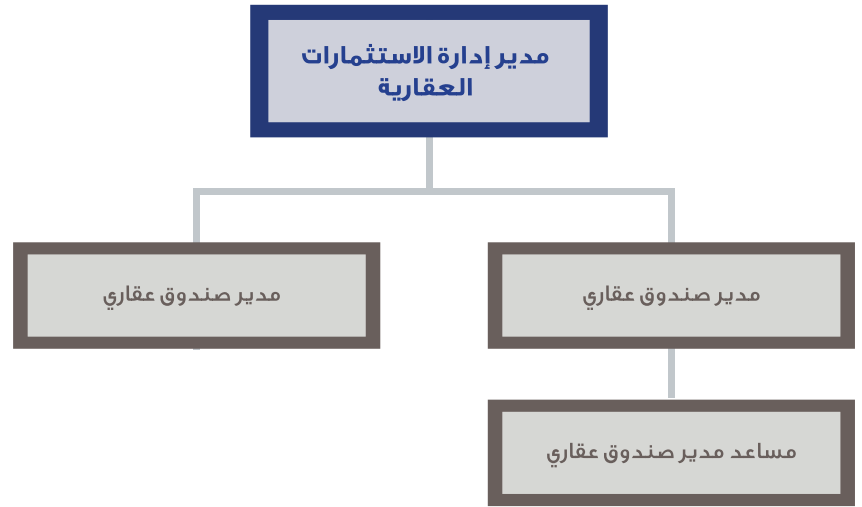 مدير إدارة الاستثمارات
العقارية
مدير صندوق عقاري
مدير صندوق عقاري
مساعد مدير صندوق عقاري